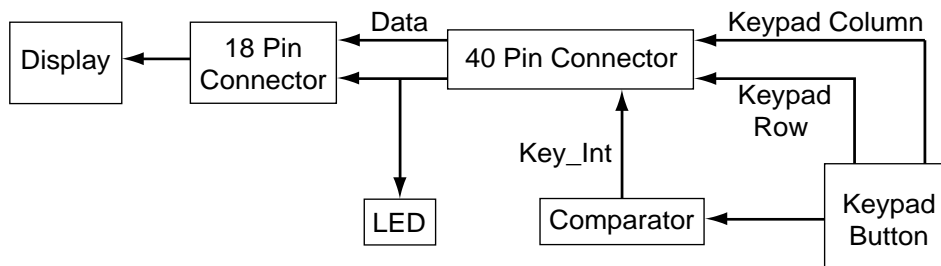 Display
18 Pin
Connector
Data
40 Pin Connector
Keypad Column
Keypad
Row
Key_Int
LED
Comparator
Keypad
Button